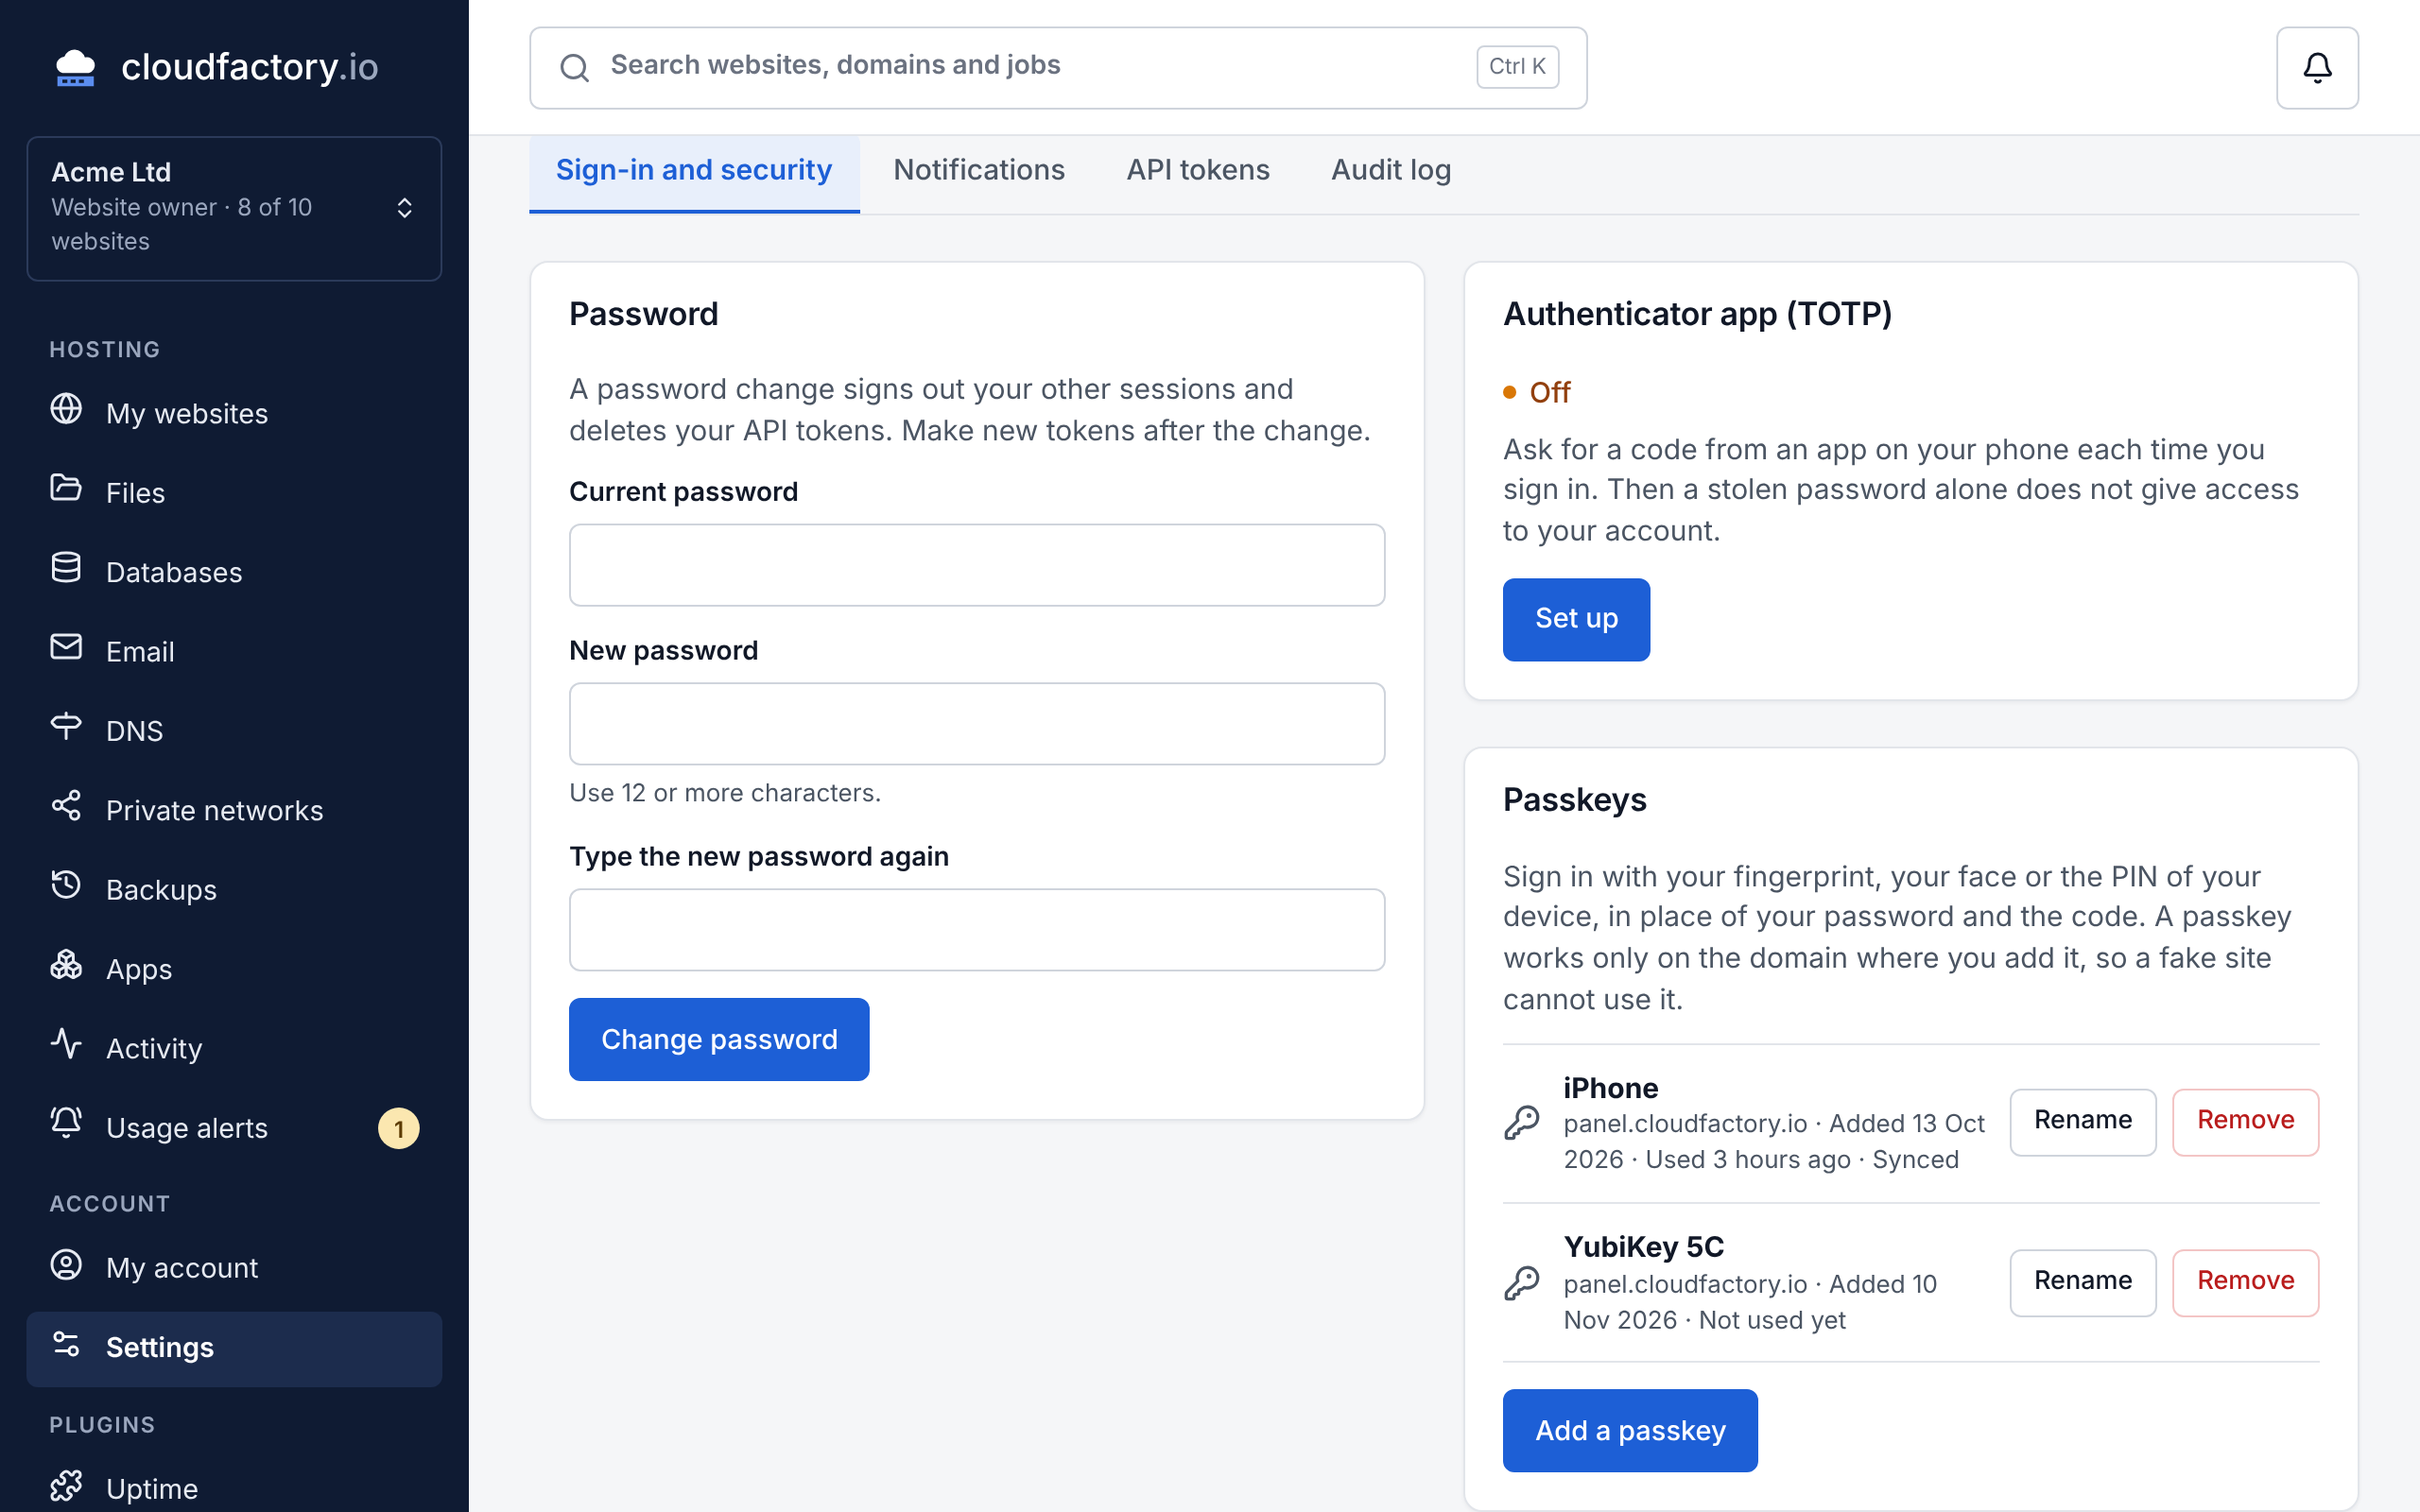 cloudfactory.io
Acme Ltd
Website owner · 8 of 10
websites
HOSTING
My websites
Files
Databases
Email
DNS
Private networks
Backups
Apps
Activity
Usage alerts
1
ACCOUNT
My account
Settings
PLUGINS
Uptime
Search websites, domains and jobs
Ctrl K
Sign-in and security
Notifications
API tokens
Audit log
Password
A password change signs out your other sessions and
deletes your API tokens. Make new tokens after the change.
Current password
New password
Use 12 or more characters.
Type the new password again
Change password
Authenticator app (TOTP)
Off
Ask for a code from an app on your phone each time you
sign in. Then a stolen password alone does not give access
to your account.
Set up
Passkeys
Sign in with your fingerprint, your face or the PIN of your
device, in place of your password and the code. A passkey
works only on the domain where you add it, so a fake site
cannot use it.
iPhone
panel.cloudfactory.io · Added 13 Oct
2026 · Used 3 hours ago · Synced
Rename
Remove
YubiKey 5C
panel.cloudfactory.io · Added 10
Nov 2026 · Not used yet
Rename
Remove
Add a passkey